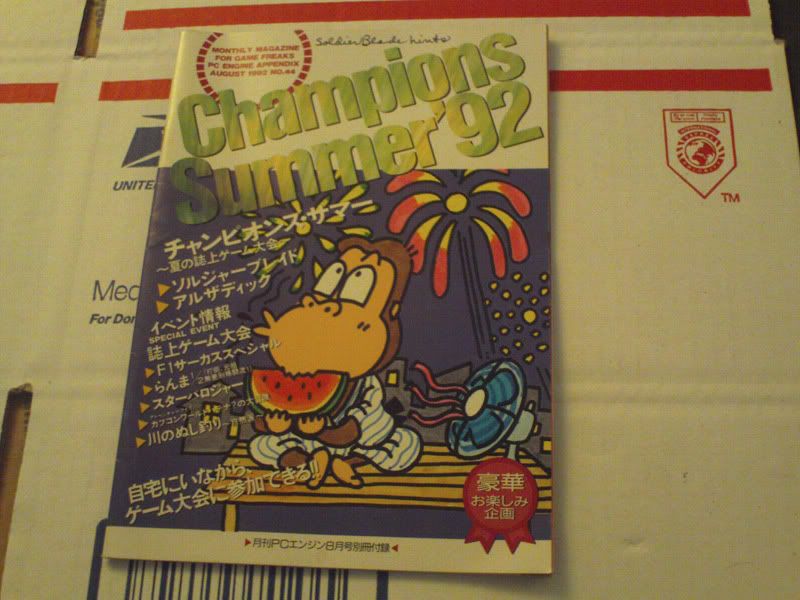 Soldier Blade hints
MONTHLY MAGAZINE
FOR GAME FREAKS
PC ENGINE APPENDIX
AUGUST 1992 NO.44
Champions
Summer'92
チャンピオンズ・サマー
〜夏の誌上ゲーム大会〜
▶ソルジャーブレイド
▶アルザディック
イベント情報
SPECIAL EVENT
誌上ゲーム大会
▶F1サーカススペシャル
▶らんま1/2
▶スターパロジャー
▶川のぬし釣り
自宅にいながら、
ゲーム大会に参加できる!!
豪華
お楽しみ
企画
▶月刊PCエンジン8月号別冊付録◀
UNITE
Med
For Dom
TM